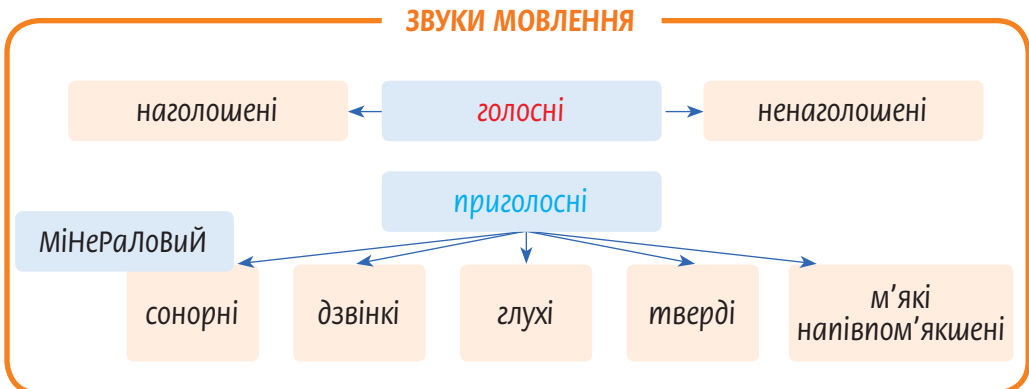 ЗВУКИ МОВЛЕННЯ
наголошені
голосні
ненаголошені
приголосні
МіНеРаЛоВиЙ
сонорні
дзвінкі
глухі
тверді
м’які
напівпом’якшені